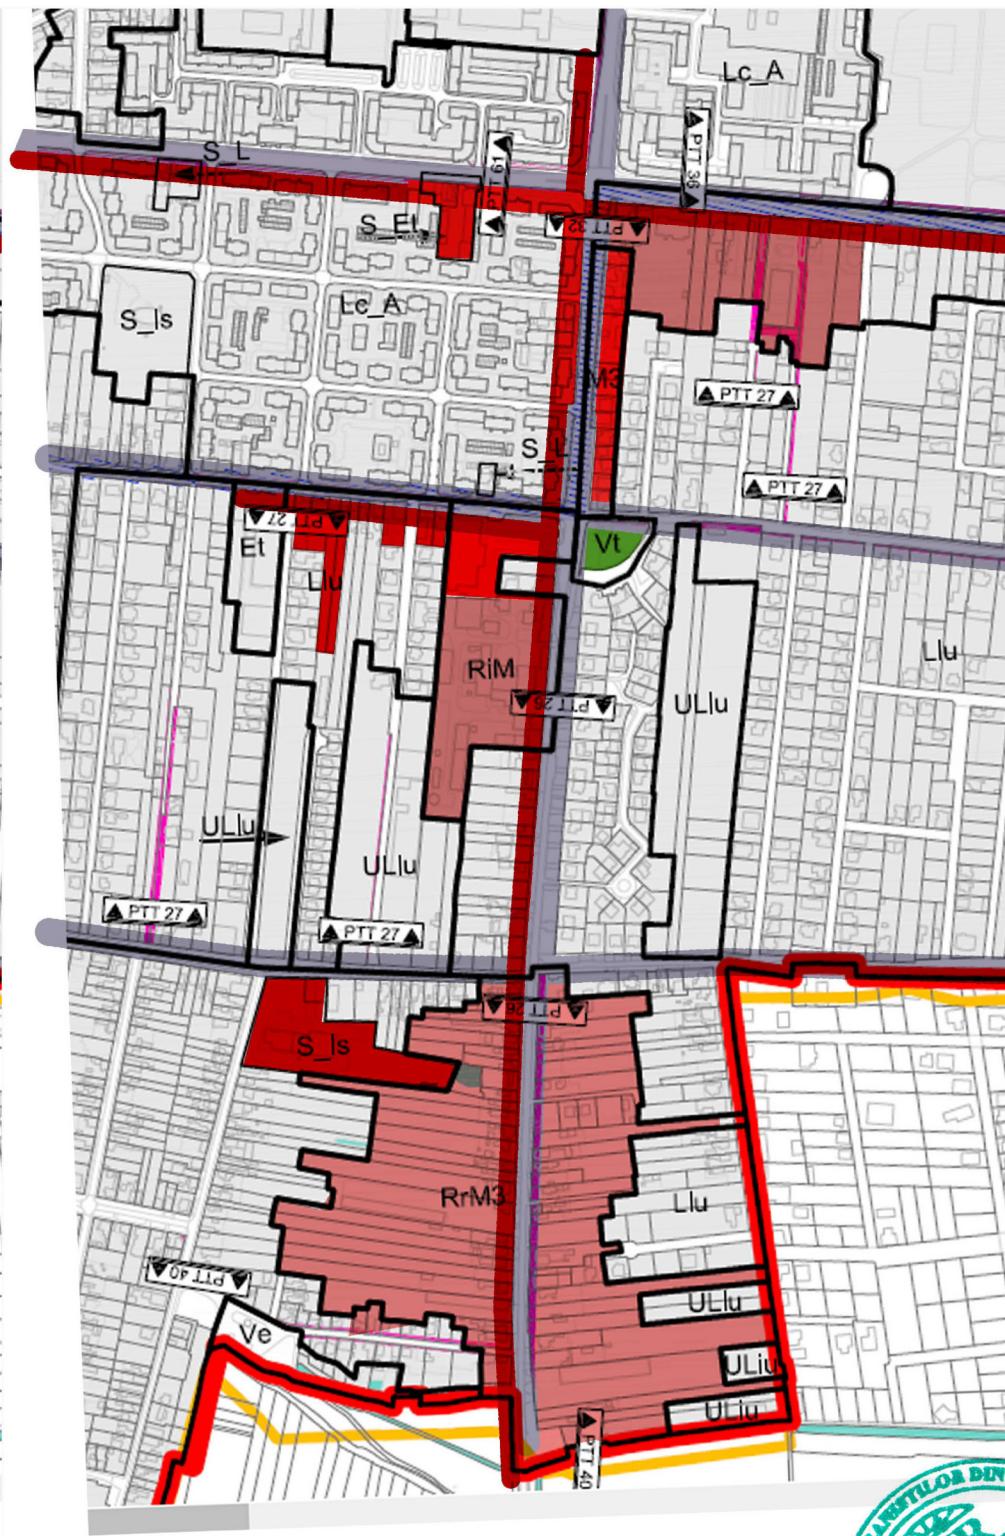 Lc_A
S_L
PTT 61
PTT 36
S_Et
PTT 32
Lc_A
S_Is
M3
PTT 27
S_L
PTT 27
PTT 27
Et
Vt
LIu
RiM
LIu
PTT 26
ULIu
ULIu
ULIu
PTT 27
PTT 27
PTT 26
S_Is
RrM3
LIu
PTT 40
ULIu
Ve
ULiu
ULiu
PTT 40